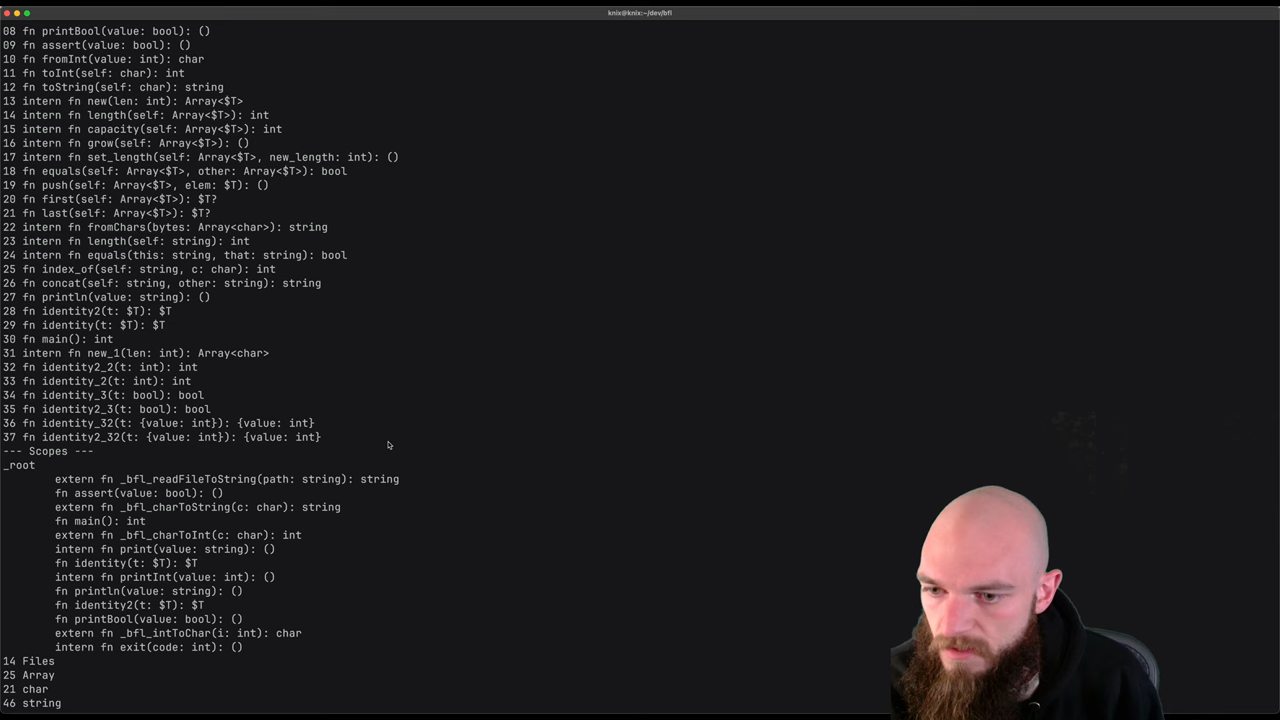 knix@knix:~/dev/bfl
08 fn printBool(value: bool): ()
09 fn assert(value: bool): ()
10 fn fromInt(value: int): char
11 fn toInt(self: char): int
12 fn toString(self: char): string
13 intern fn new(len: int): Array<$T>
14 intern fn length(self: Array<$T>): int
15 intern fn capacity(self: Array<$T>): int
16 intern fn grow(self: Array<$T>): ()
17 intern fn set_length(self: Array<$T>, new_length: int): ()
18 intern fn equals(self: Array<$T>, other: Array<$T>): bool
19 fn push(self: Array<$T>, elem: $T): ()
20 fn first(self: Array<$T>): $T?
21 fn last(self: Array<$T>): $T?
22 intern fn fromChars(bytes: Array<char>): string
23 intern fn length(self: string): int
24 intern fn equals(this: string, that: string): bool
25 fn index_of(self: string, c: char): int
26 fn concat(self: string, other: string): string
27 fn println(value: string): ()
28 fn identity2(t: $T): $T
29 fn identity(t: $T): $T
30 fn main(): int
31 intern fn new_1(len: int): Array<char>
32 fn identity2_2(t: int): int
33 fn identity_2(t: int): int
34 fn identity_3(t: bool): bool
35 fn identity2_3(t: bool): bool
36 fn identity_32(t: {value: int}): {value: int}
37 fn identity2_32(t: {value: int}): {value: int}
--- Scopes ---
_root
extern fn _bfl_readFileToString(path: string): string
fn assert(value: bool): ()
extern fn _bfl_charToString(c: char): string
fn main(): int
extern fn _bfl_charToInt(c: char): int
intern fn print(value: string): ()
fn identity(t: $T): $T
intern fn printInt(value: int): ()
fn println(value: string): ()
fn identity2(t: $T): $T
fn printBool(value: bool): ()
extern fn _bfl_intToChar(i: int): char
intern fn exit(code: int): ()
14 Files
25 Array
21 char
46 string